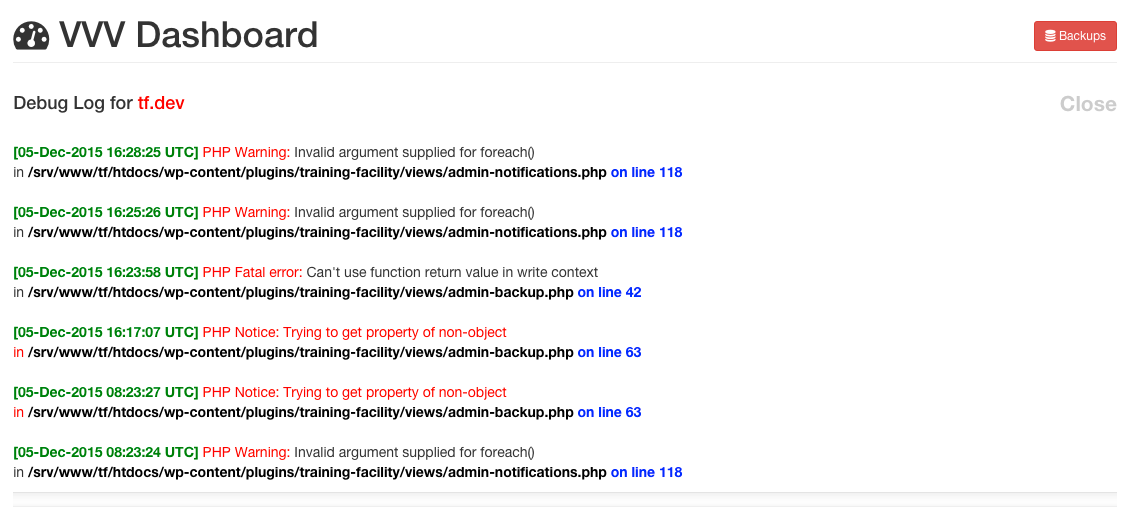 VVV Dashboard
Backups
Debug Log for tf.dev
Close
[05-Dec-2015 16:28:25 UTC] PHP Warning: Invalid argument supplied for foreach()
in /srv/www/tf/htdocs/wp-content/plugins/training-facility/views/admin-notifications.php on line 118
[05-Dec-2015 16:25:26 UTC] PHP Warning: Invalid argument supplied for foreach()
in /srv/www/tf/htdocs/wp-content/plugins/training-facility/views/admin-notifications.php on line 118
[05-Dec-2015 16:23:58 UTC] PHP Fatal error: Can't use function return value in write context
in /srv/www/tf/htdocs/wp-content/plugins/training-facility/views/admin-backup.php on line 42
[05-Dec-2015 16:17:07 UTC] PHP Notice: Trying to get property of non-object
in /srv/www/tf/htdocs/wp-content/plugins/training-facility/views/admin-backup.php on line 63
[05-Dec-2015 08:23:27 UTC] PHP Notice: Trying to get property of non-object
in /srv/www/tf/htdocs/wp-content/plugins/training-facility/views/admin-backup.php on line 63
[05-Dec-2015 08:23:24 UTC] PHP Warning: Invalid argument supplied for foreach()
in /srv/www/tf/htdocs/wp-content/plugins/training-facility/views/admin-notifications.php on line 118